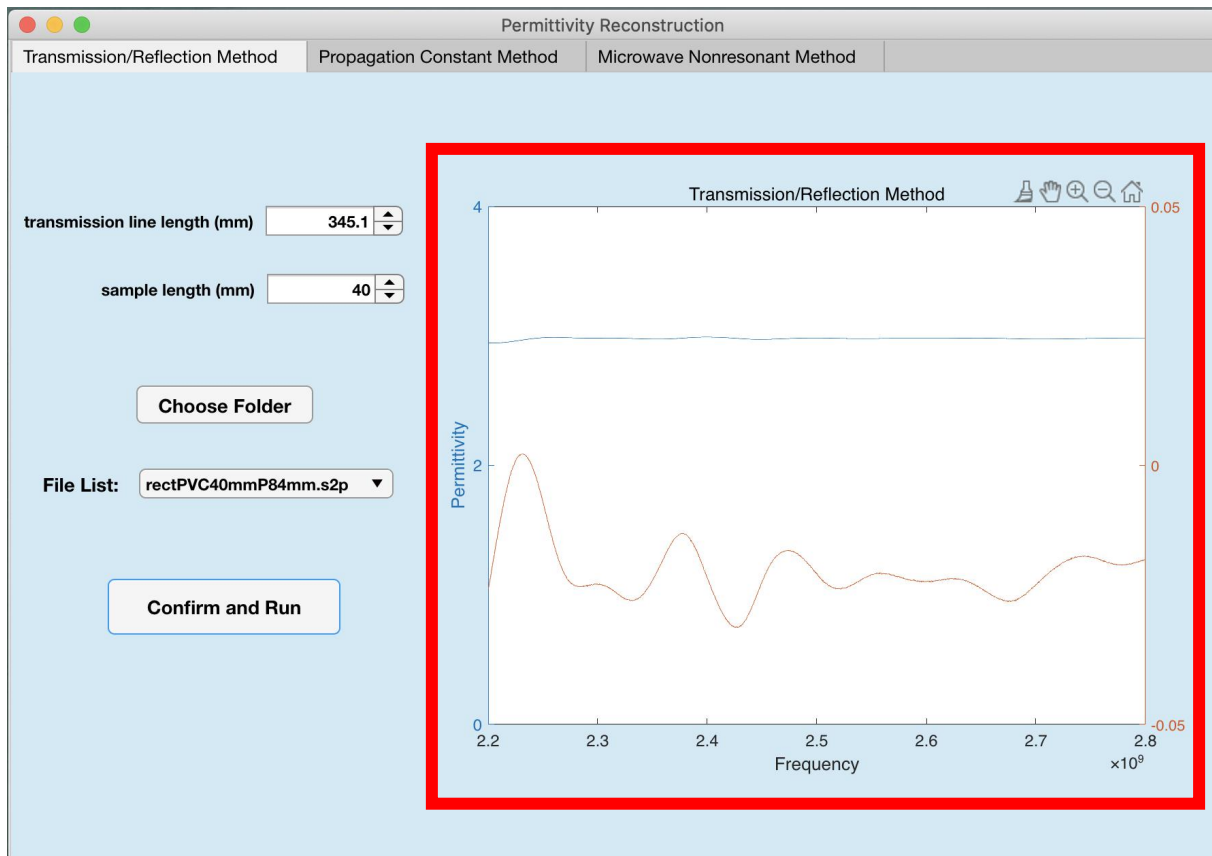 Permittivity Reconstruction
Transmission/Reflection Method
Propagation Constant Method
Microwave Nonresonant Method
transmission line length (mm)
345.1
sample length (mm)
40
Choose Folder
File List:
rectPVC40mmP84mm.s2p
Confirm and Run
Transmission/Reflection Method
4
2
0
Permittivity
0.05
0
-0.05
2.2
2.3
2.4
2.5
2.6
2.7
2.8
Frequency
×10⁹